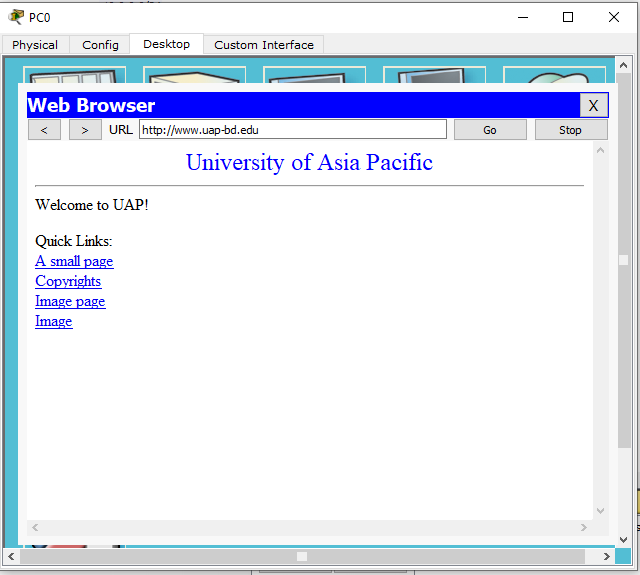 PC0
Physical Config Desktop Custom Interface
Web Browser X
< > URL http://www.uap-bd.edu Go Stop
University of Asia Pacific
Welcome to UAP!
Quick Links:
A small page
Copyrights
Image page
Image